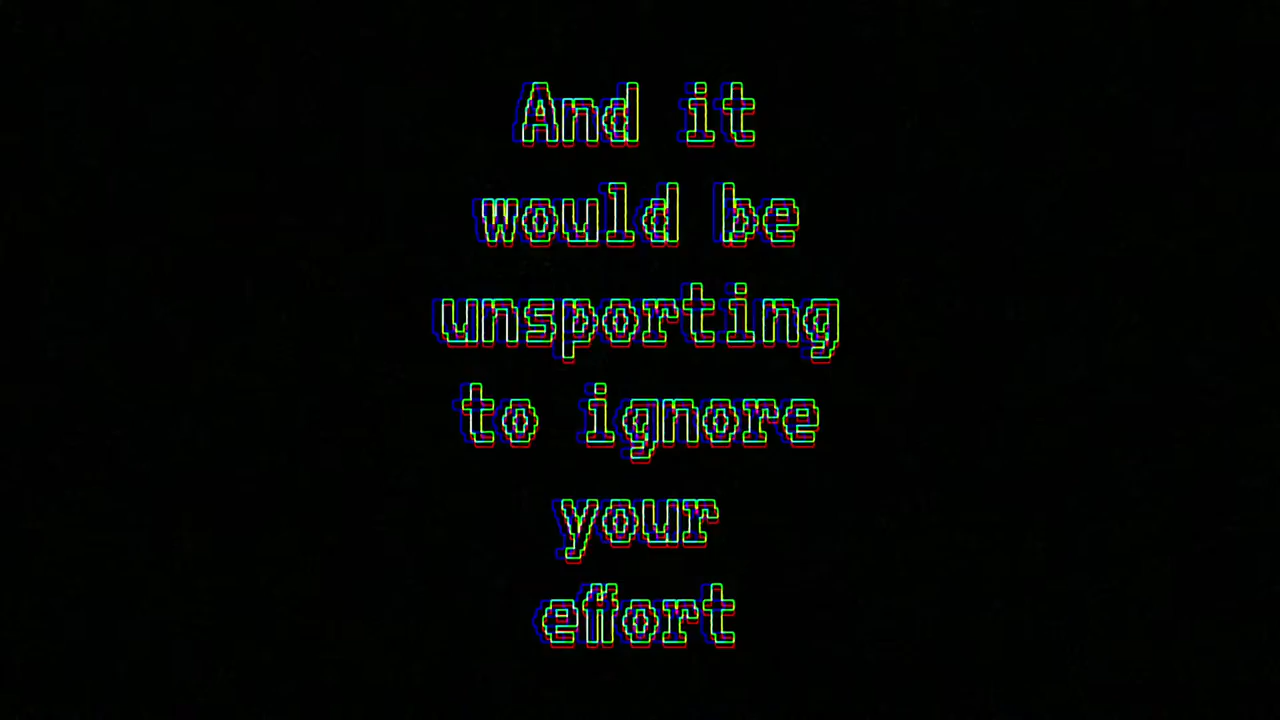 And it
would be
unsporting
to ignore
your
effort